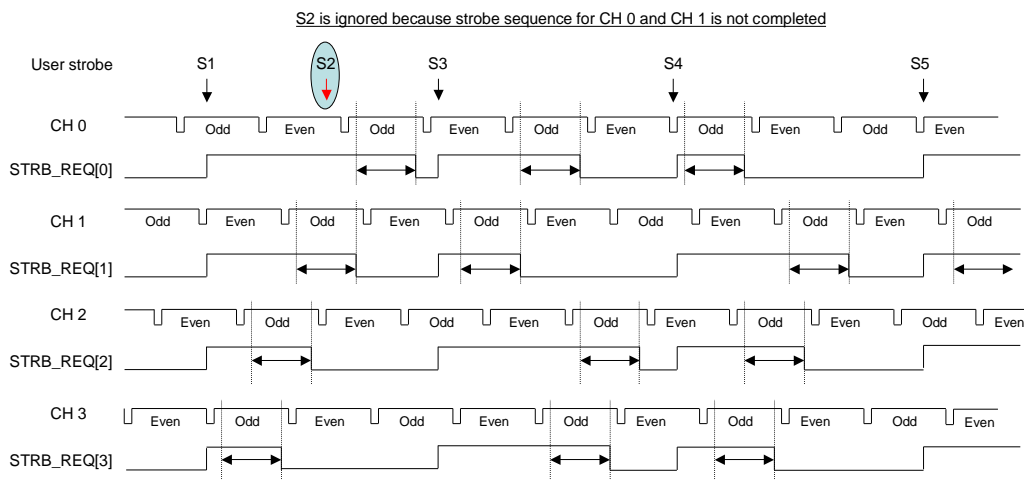 S2 is ignored because strobe sequence for CH 0 and CH 1 is not completed
User strobe S1 S2 S3 S4 S5
CH 0 Odd Even Odd Even Odd Even Odd Even Odd Even
STRB_REQ[0]
CH 1 Odd Even Odd Even Odd Even Odd Even Odd Even Odd
STRB_REQ[1]
CH 2 Even Odd Even Odd Even Odd Even Odd Even Odd Even
STRB_REQ[2]
CH 3 Even Odd Even Odd Even Odd Even Odd Even Odd Even
STRB_REQ[3]